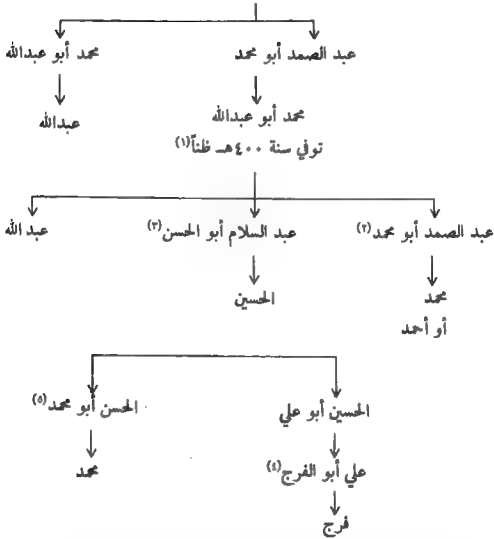 عبد الصمد أبو محمد
محمد أبو عبدالله
محمد أبو عبدالله
عبدالله
توفي سنة ٤٠٠هـ ظناً(١)
عبد الصمد أبو محمد(٢)
عبد السلام أبو الحسن(٣)
عبد الله
محمد
الحسين
أو أحمد
الحسين أبو علي
الحسن أبو محمد(٥)
علي أبو الفرج(٤)
محمد
فرج